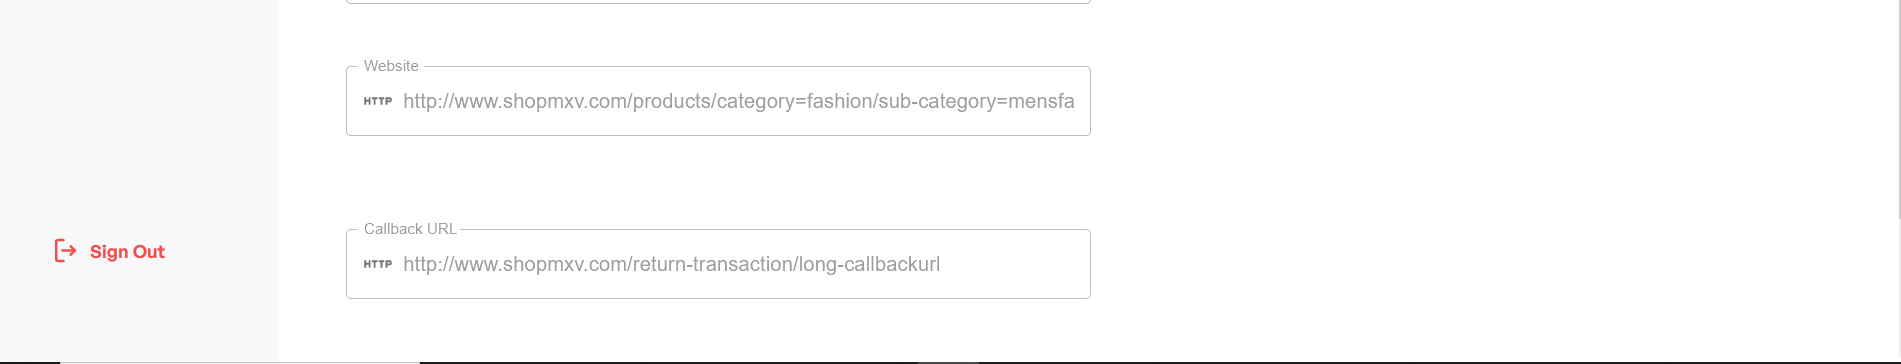 Website
HTTP http://www.shopmxv.com/products/category=fashion/sub-category=mensfa
Callback URL
HTTP http://www.shopmxv.com/return-transaction/long-callbackurl
Sign Out